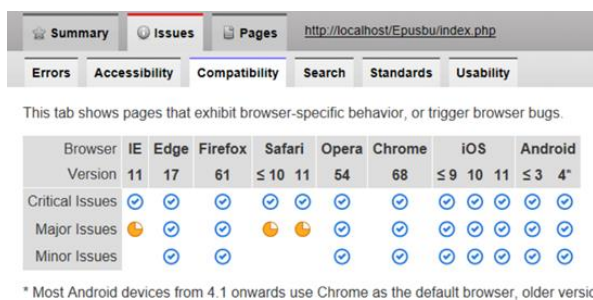 Summary Issues Pages http://localhost/Epusbu/index.php
Errors Accessibility Compatibility Search Standards Usability
This tab shows pages that exhibit browser-specific behavior, or trigger browser bugs.
Browser IE Edge Firefox Safari Opera Chrome iOS Android
Version 11 17 61 ≤ 10 11 54 68 ≤ 9 10 11 ≤ 3 4*
Critical Issues
Major Issues
Minor Issues
* Most Android devices from 4.1 onwards use Chrome as the default browser, older versic